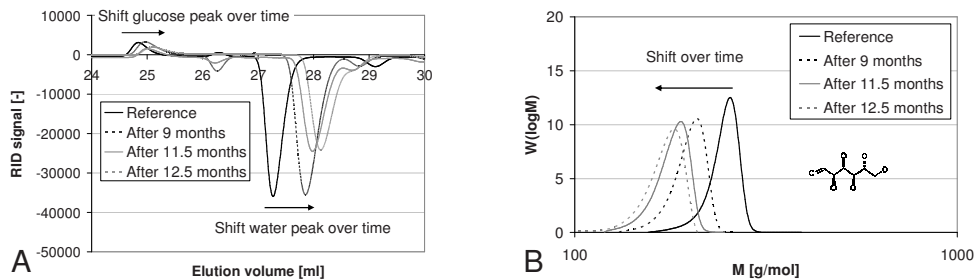 Shift glucose peak over time
10000
0
-10000
-20000
-30000
-40000
-50000
24 25 26 27 28 29 30
RID signal [-]
Reference
After 9 months
After 11.5 months
After 12.5 months
Shift water peak over time
Elution volume [ml]
A
20
15
10
5
0
W(logM)
Shift over time
Reference
After 9 months
After 11.5 months
After 12.5 months
O O O O O O
100 1000
M [g/mol]
B